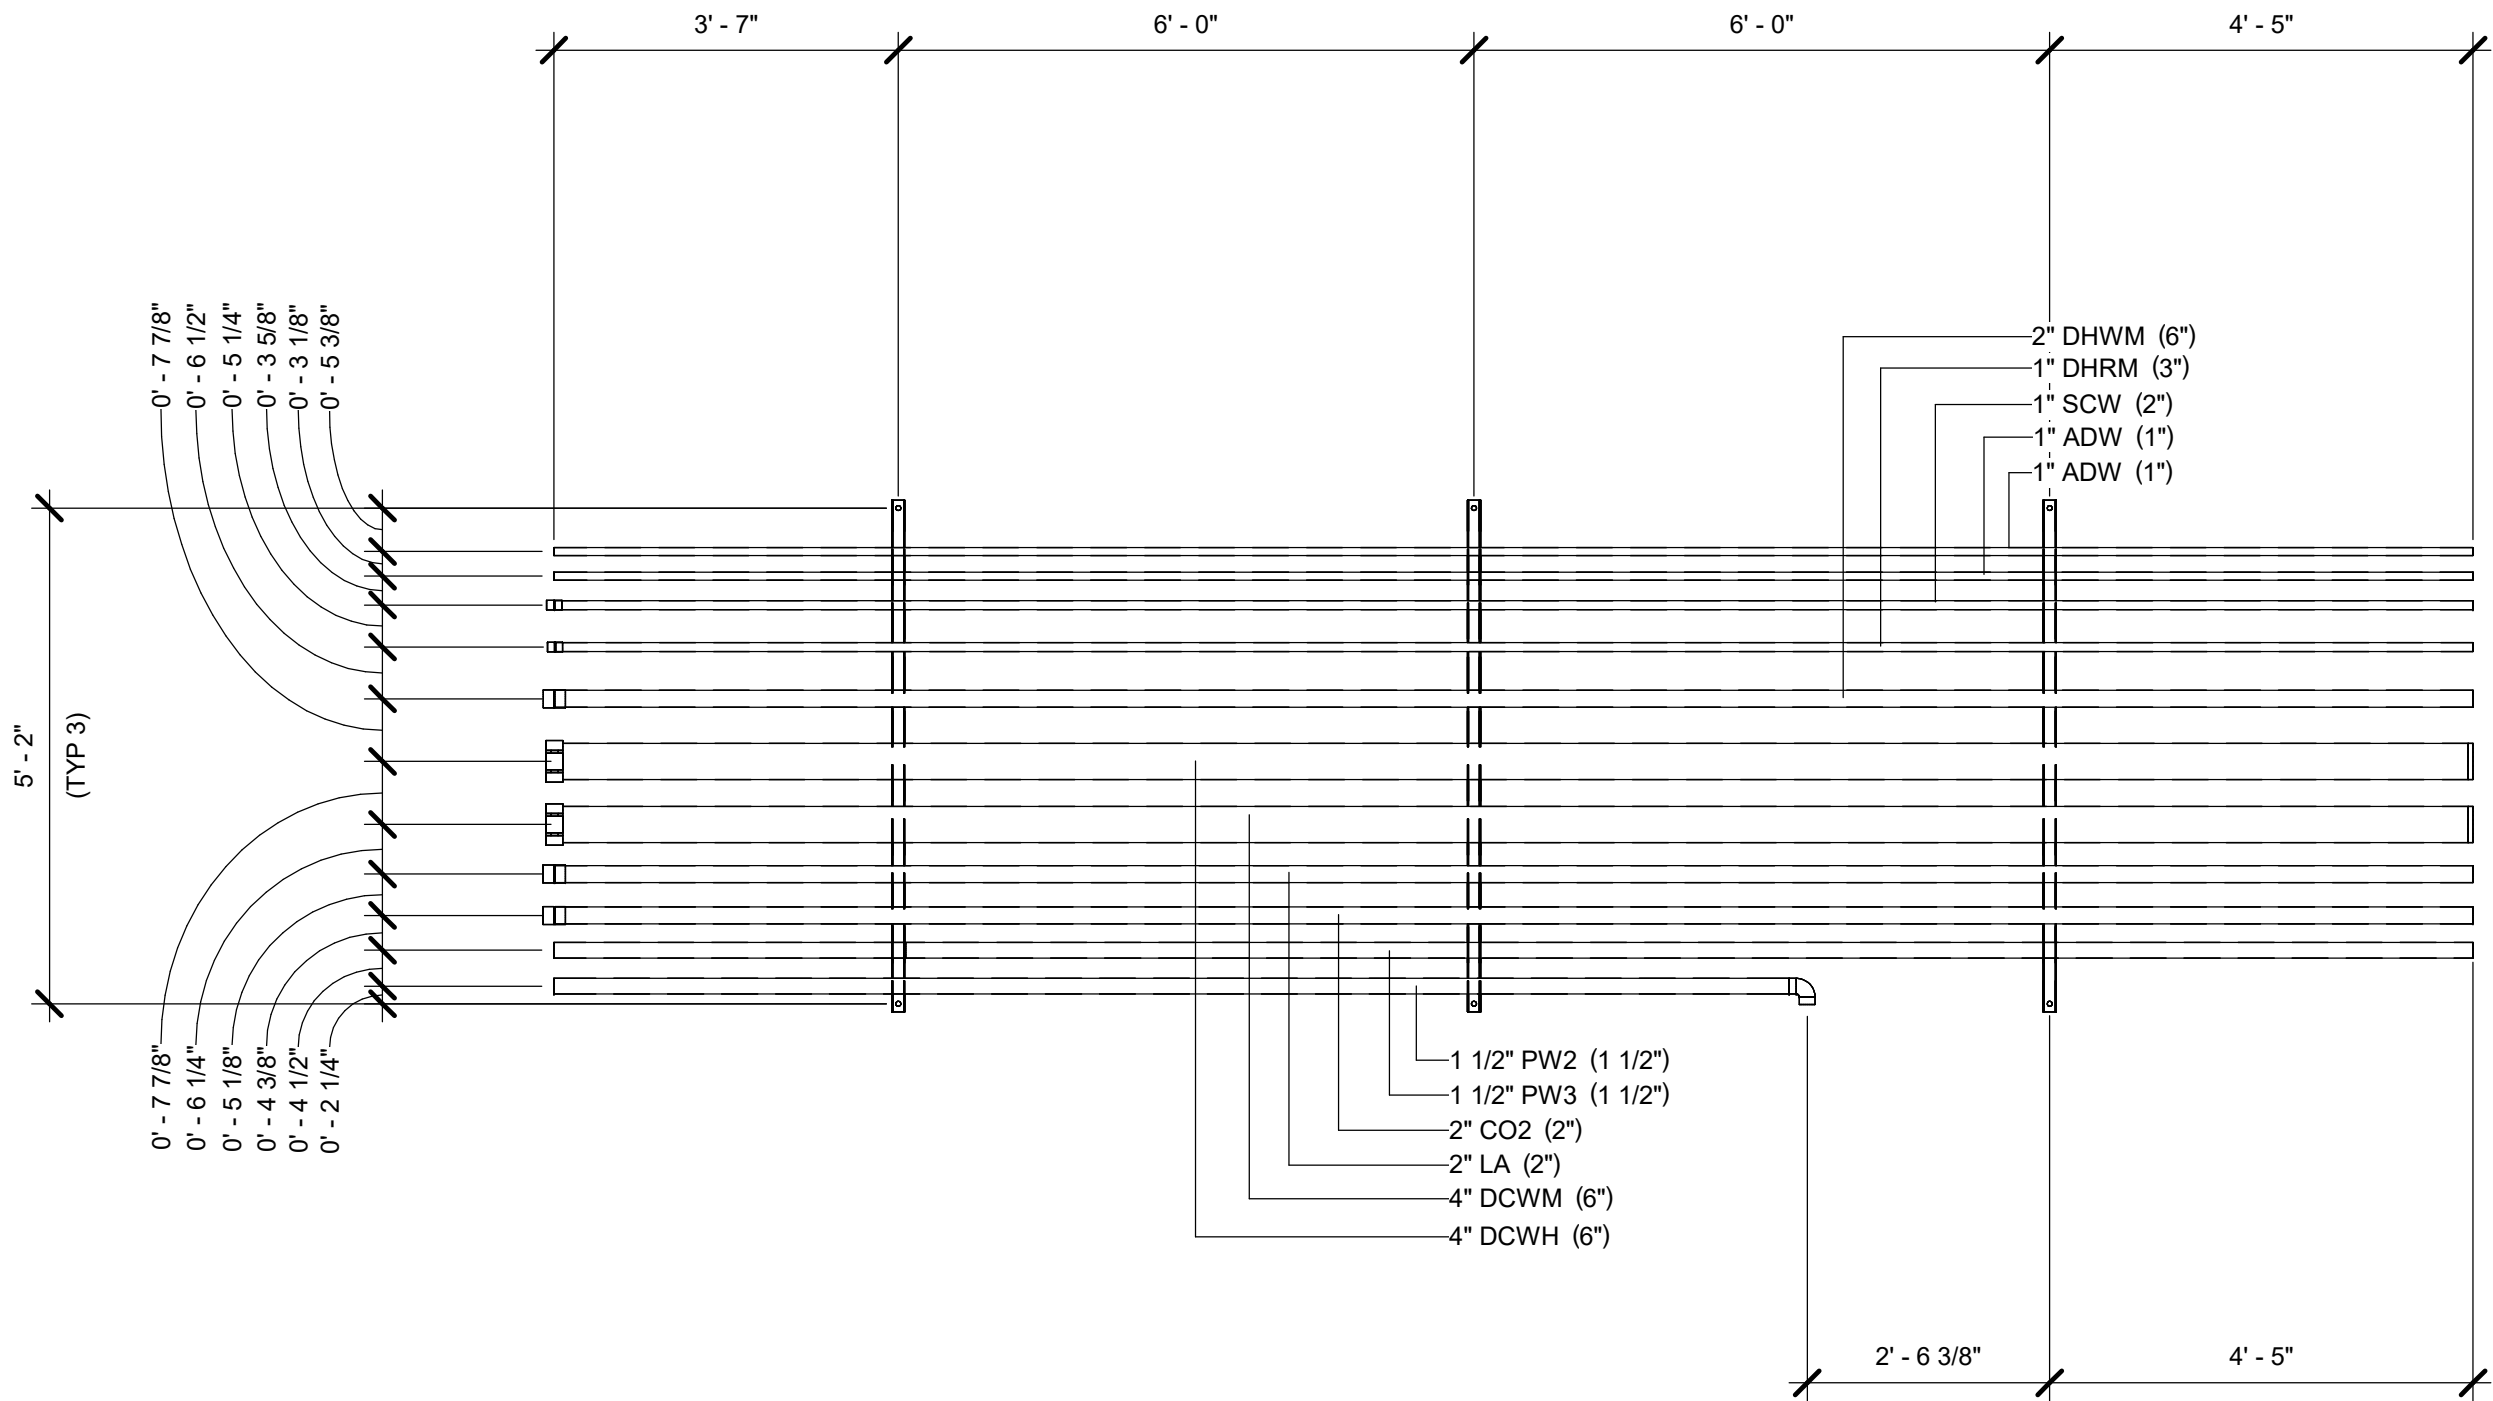 3' - 7"
6' - 0"
6' - 0"
4' - 5"
0' - 7 7/8"
0' - 6 1/2"
0' - 5 1/4"
0' - 3 5/8"
0' - 3 1/8"
0' - 5 3/8"
2" DHWM (6")
1" DHRM (3")
1" SCW (2")
1" ADW (1")
1" ADW (1")
5' - 2"
(TYP 3)
0' - 7 7/8"
0' - 6 1/4"
0' - 5 1/8"
0' - 4 3/8"
0' - 4 1/2"
0' - 2 1/4"
1 1/2" PW2 (1 1/2")
1 1/2" PW3 (1 1/2")
2" CO2 (2")
2" LA (2")
4" DCWM (6")
4" DCWH (6")
2' - 6 3/8"
4' - 5"